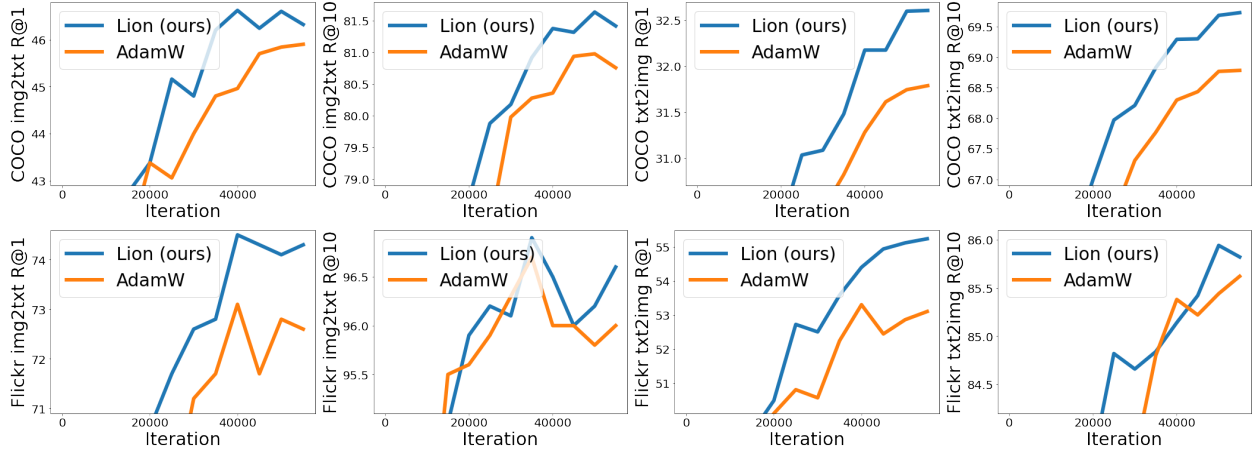 COCO img2txt R@1
46
45
44
43
Lion (ours)
AdamW
0
20000
40000
Iteration
COCO img2txt R@10
81.5
81.0
80.5
80.0
79.5
79.0
Lion (ours)
AdamW
0
20000
40000
Iteration
COCO txt2img R@1
32.5
32.0
31.5
31.0
Lion (ours)
AdamW
0
20000
40000
Iteration
COCO txt2img R@10
69.5
69.0
68.5
68.0
67.5
67.0
Lion (ours)
AdamW
0
20000
40000
Iteration
Flickr img2txt R@1
74
73
72
71
Lion (ours)
AdamW
0
20000
40000
Iteration
Flickr img2txt R@10
96.5
96.0
95.5
Lion (ours)
AdamW
0
20000
40000
Iteration
Flickr txt2img R@1
55
54
53
52
51
Lion (ours)
AdamW
0
20000
40000
Iteration
Flickr txt2img R@10
86.0
85.5
85.0
84.5
Lion (ours)
AdamW
0
20000
40000
Iteration